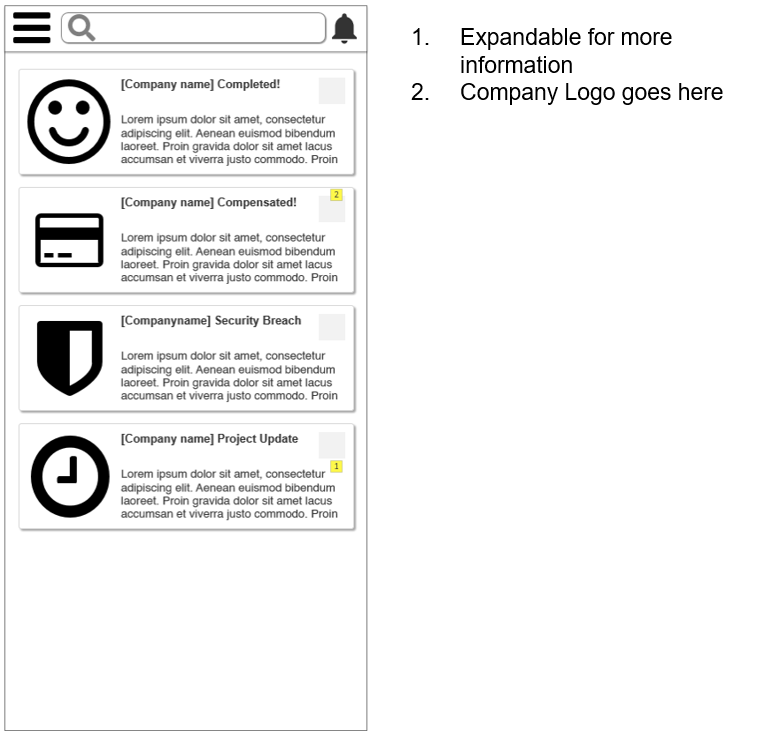 [Company name] Completed!
Lorem ipsum dolor sit amet, consectetur
adipiscing elit. Aenean euismod bibendum
laoreet. Proin gravida dolor sit amet lacus
accumsan et viverra justo commodo. Proin
2
[Company name] Compensated!
Lorem ipsum dolor sit amet, consectetur
adipiscing elit. Aenean euismod bibendum
laoreet. Proin gravida dolor sit amet lacus
accumsan et viverra justo commodo. Proin
[Companyname] Security Breach
Lorem ipsum dolor sit amet, consectetur
adipiscing elit. Aenean euismod bibendum
laoreet. Proin gravida dolor sit amet lacus
accumsan et viverra justo commodo. Proin
[Company name] Project Update
1
Lorem ipsum dolor sit amet, consectetur
adipiscing elit. Aenean euismod bibendum
laoreet. Proin gravida dolor sit amet lacus
accumsan et viverra justo commodo. Proin
1. Expandable for more
information
2. Company Logo goes here